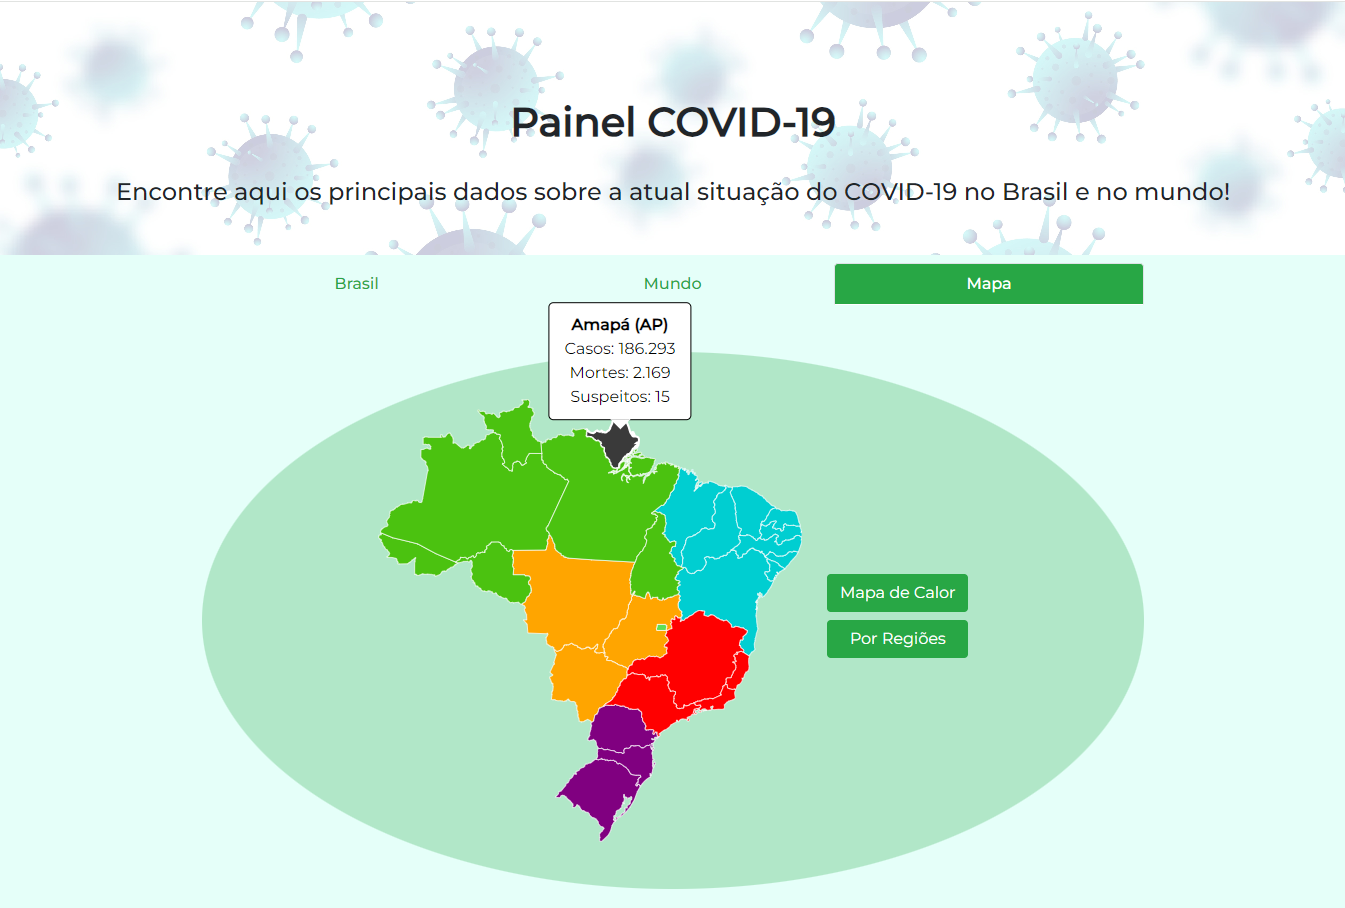 Painel COVID-19
Encontre aqui os principais dados sobre a atual situação do COVID-19 no Brasil e no mundo!
Brasil
Mundo
Mapa
Amapá (AP)
Casos: 186.293
Mortes: 2.169
Suspeitos: 15
Mapa de Calor
Por Regiões